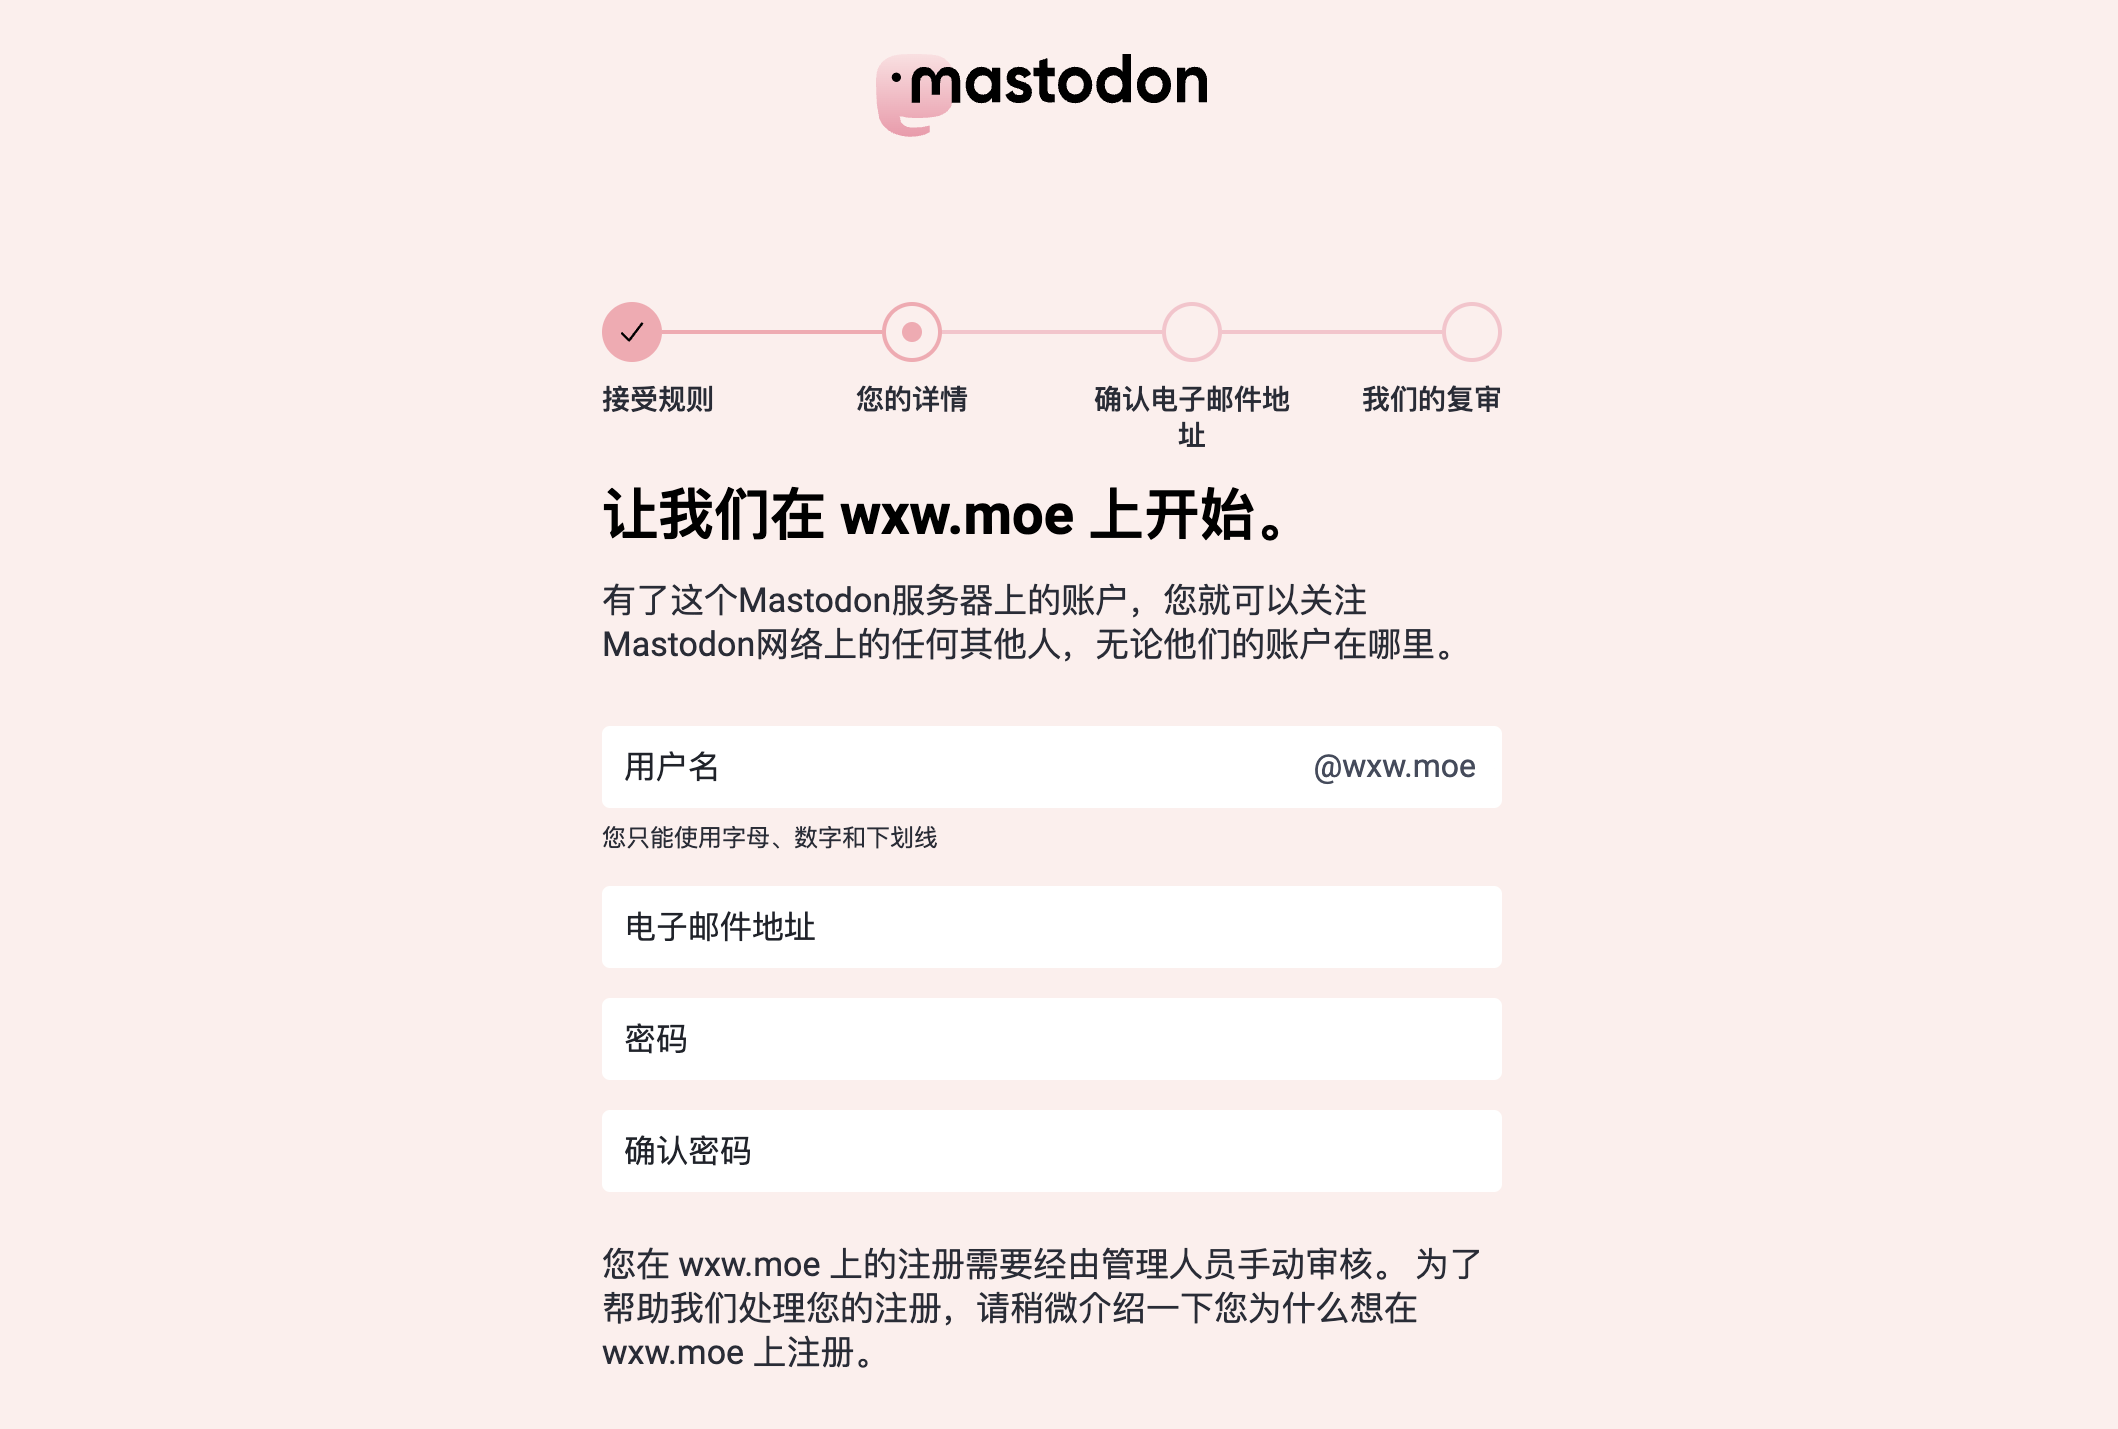 mastodon
接受规则
您的详情
确认电子邮件地
址
我们的复审
让我们在 wxw.moe 上开始。
有了这个Mastodon服务器上的账户，您就可以关注
Mastodon网络上的任何其他人，无论他们的账户在哪里。
用户名 @wxw.moe
您只能使用字母、数字和下划线
电子邮件地址
密码
确认密码
您在 wxw.moe 上的注册需要经由管理人员手动审核。 为了
帮助我们处理您的注册，请稍微介绍一下您为什么想在
wxw.moe 上注册。